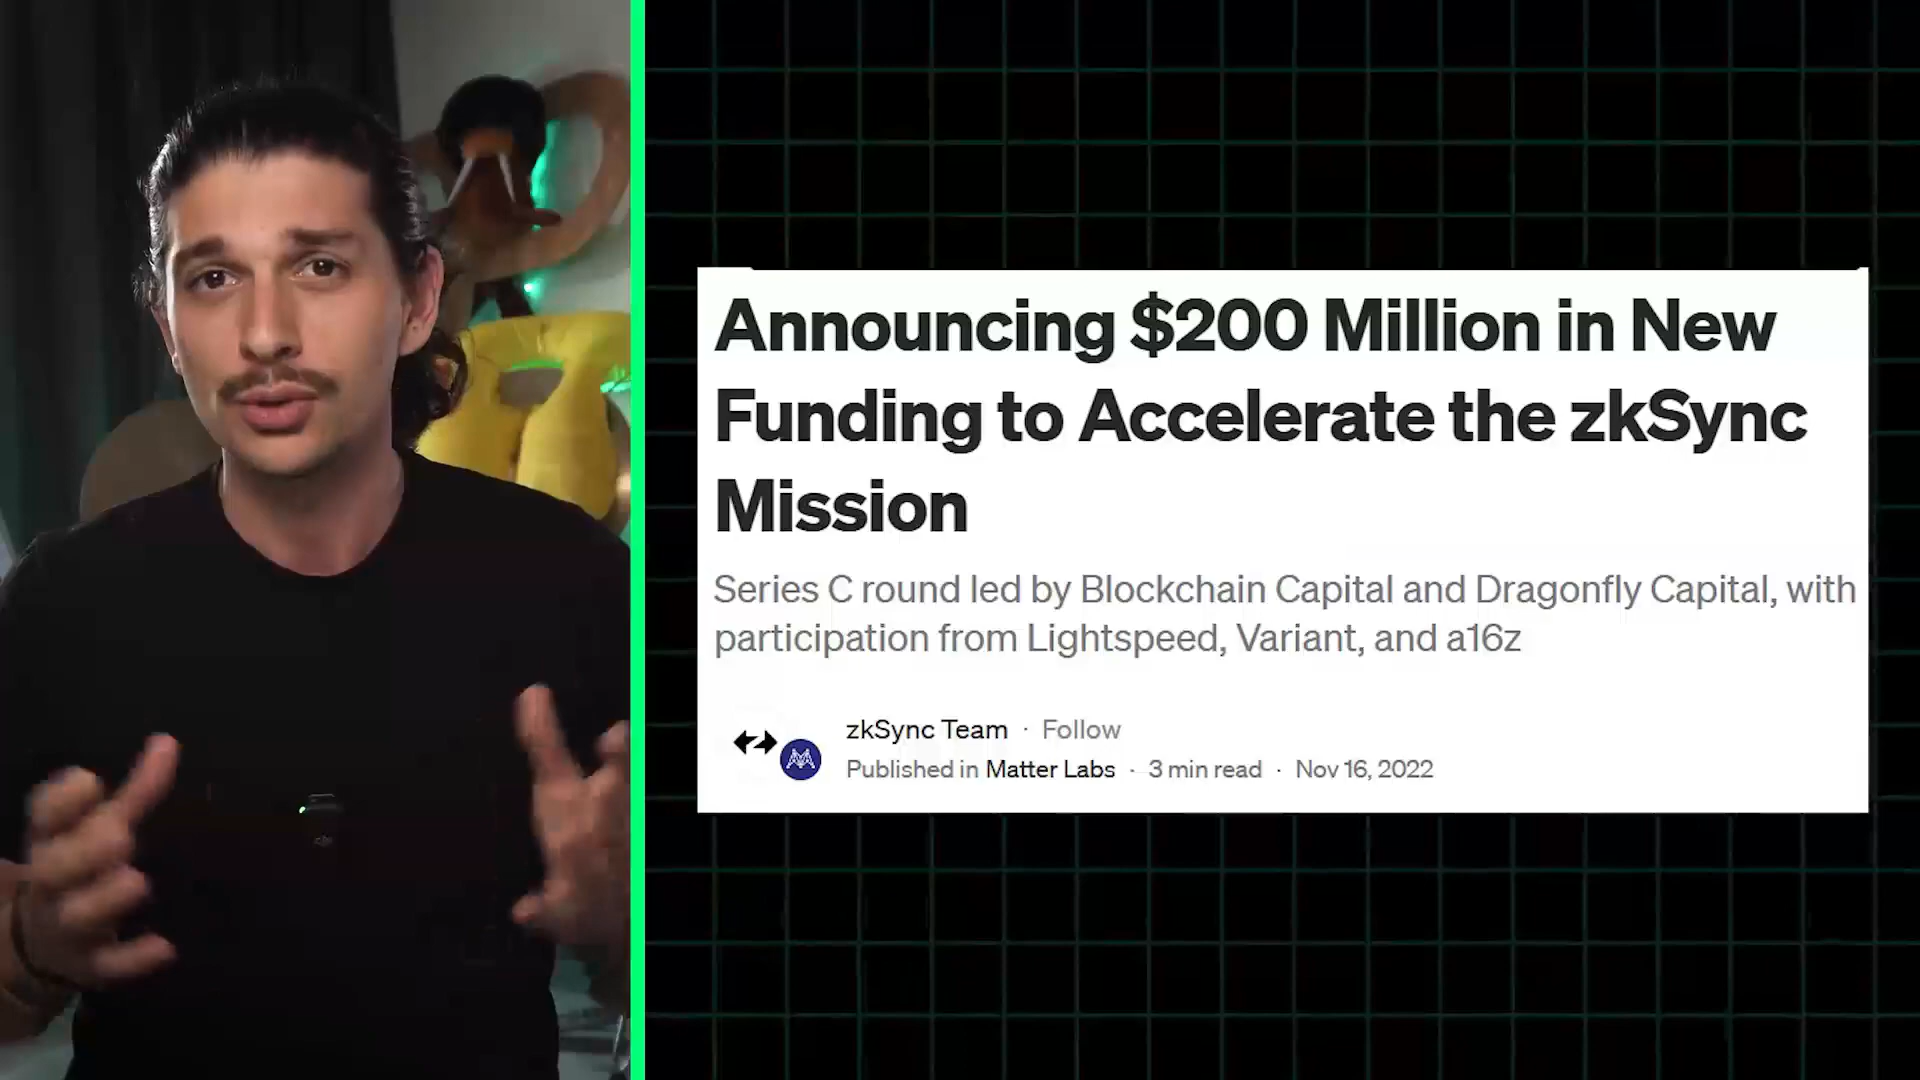 Announcing $200 Million in New
Funding to Accelerate the zkSync
Mission
Series C round led by Blockchain Capital and Dragonfly Capital, with
participation from Lightspeed, Variant, and a16z
zkSync Team · Follow
Published in Matter Labs · 3 min read · Nov 16, 2022